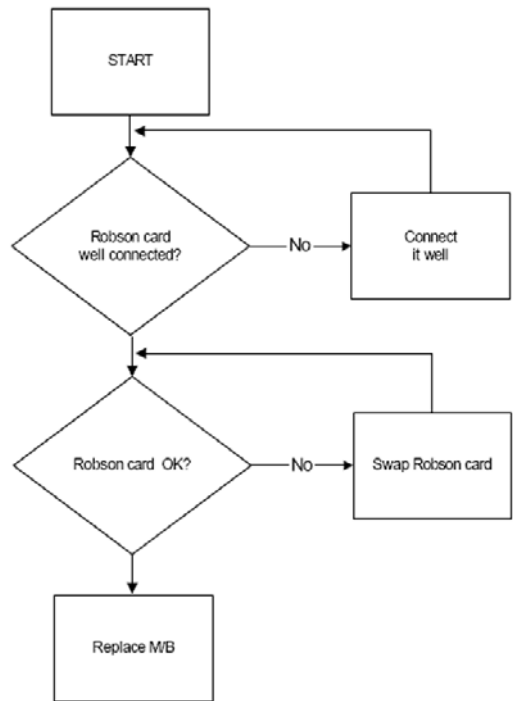 START
Robson card
well connected?
No
Connect
it well
Robson card  OK?
No
Swap Robson card
Replace M/B